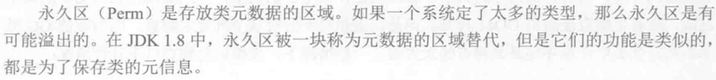 永久区（Perm）是存放类元数据的区域。如果一个系统定了太多的类型，那么永久区是有
可能溢出的。在 JDK 1.8 中，永久区被一块称为元数据的区域替代，但是它们的功能是类似的，
都是为了保存类的元信息。